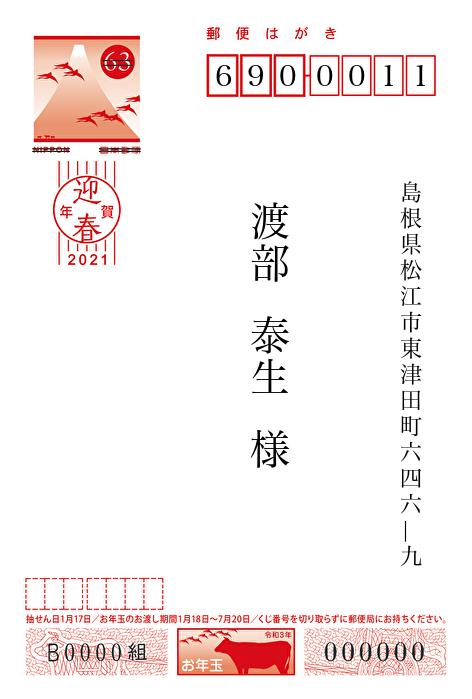 郵便はがき
690-0011
63
NIPPON 日本郵便
迎春
年賀
2021
島根県松江市東津田町六四六―九
渡部 泰生 様
抽せん日1月17日／お年玉のお渡し期間1月18日～7月20日／くじ番号を切り取らずに郵便局にお持ちください。
B0000組
令和3年
お年玉
000000